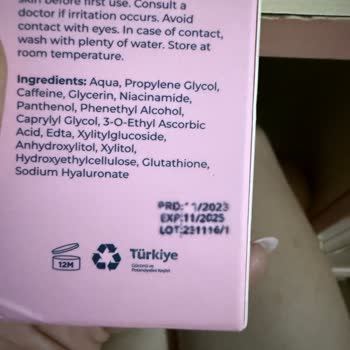 skin before first use. Consult a
doctor if irritation occurs. Avoid
contact with eyes. In case of contact,
wash with plenty of water. Store at
room temperature.
Ingredients: Aqua, Propylene Glycol,
Caffeine, Glycerin, Niacinamide,
Panthenol, Phenethyl Alcohol,
Caprylyl Glycol, 3-O-Ethyl Ascorbic
Acid, Edta, Xylitylglucoside,
Anhydroxylitol, Xylitol,
Hydroxyethylcellulose, Glutathione,
Sodium Hyaluronate
PRD:11/2023
EXP:11/2025
LOT:231116/1
12M
Türkiye